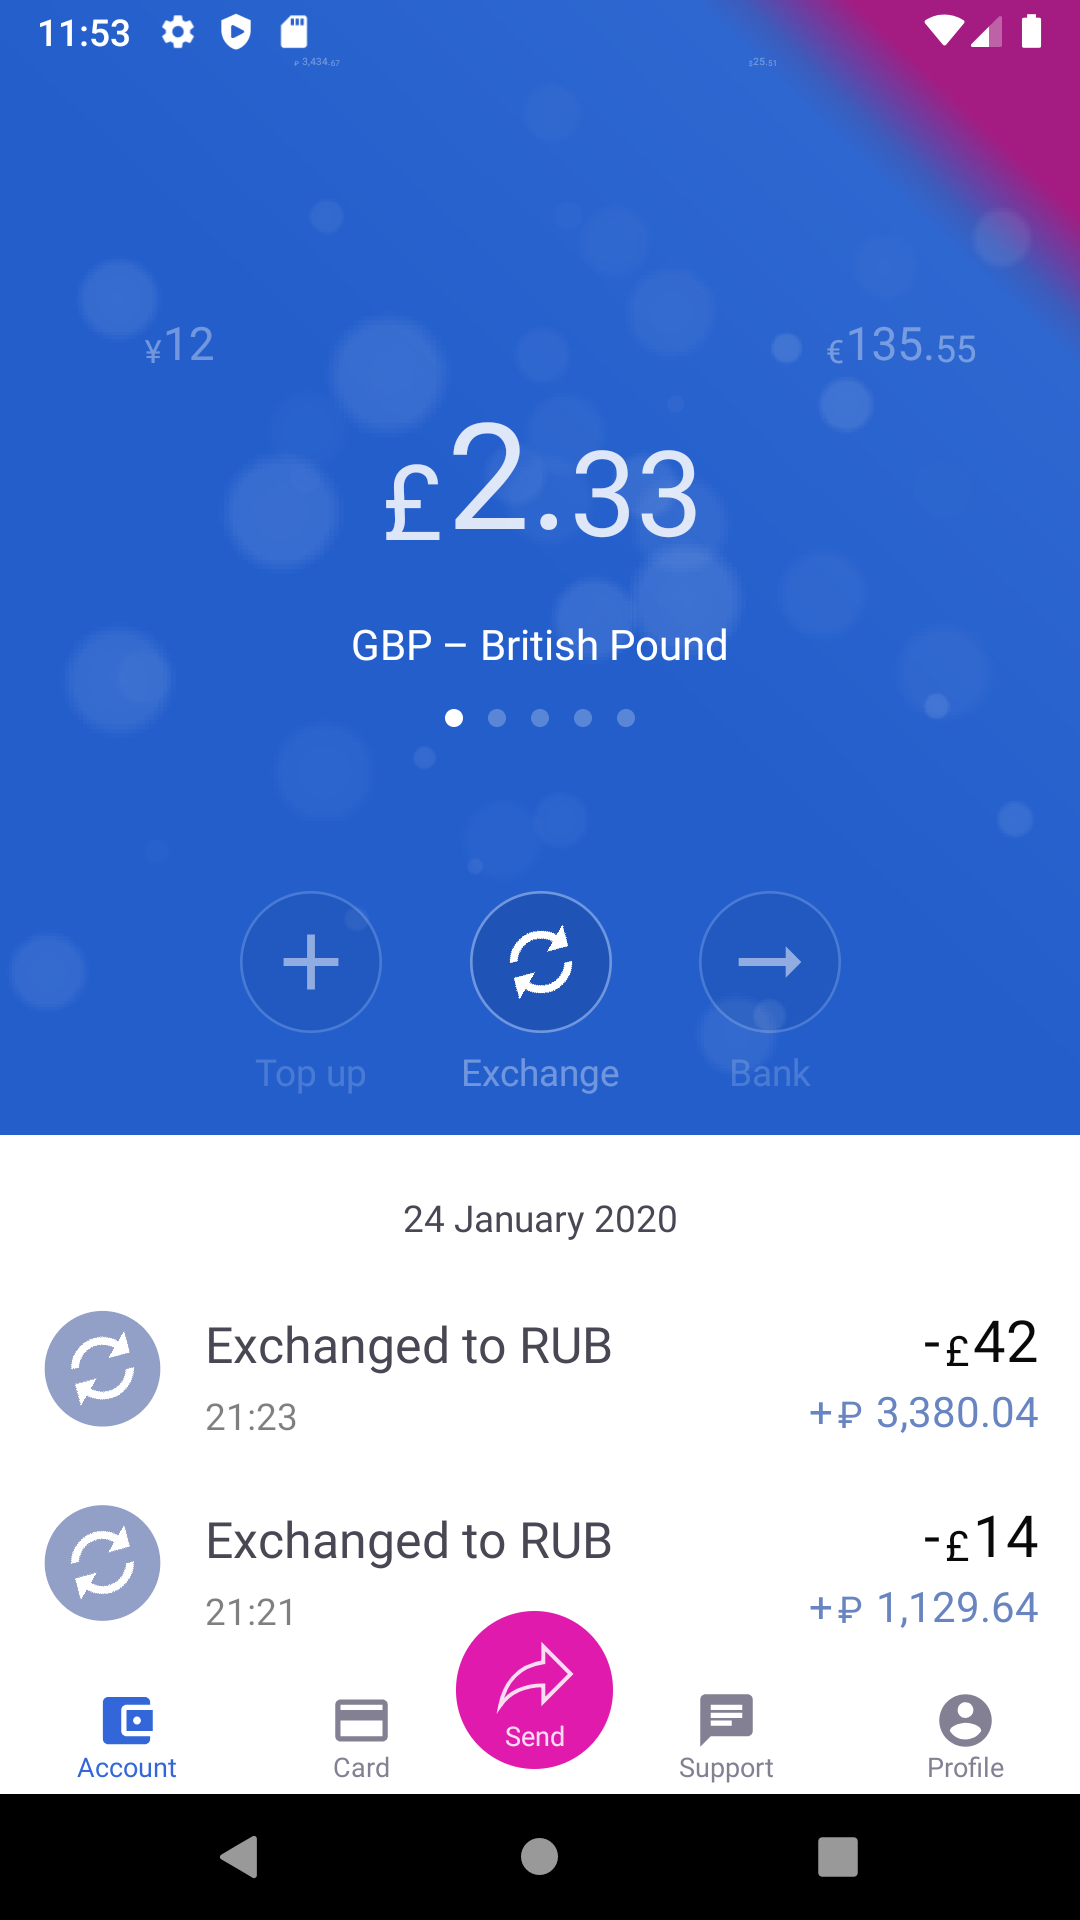 11:53
₽ 3,434.67
$25.51
¥12
€135.55
£2.33
GBP – British Pound
Top up
Exchange
Bank
24 January 2020
Exchanged to RUB
-£42
21:23
+₽ 3,380.04
Exchanged to RUB
-£14
21:21
+₽ 1,129.64
Account
Card
Send
Support
Profile